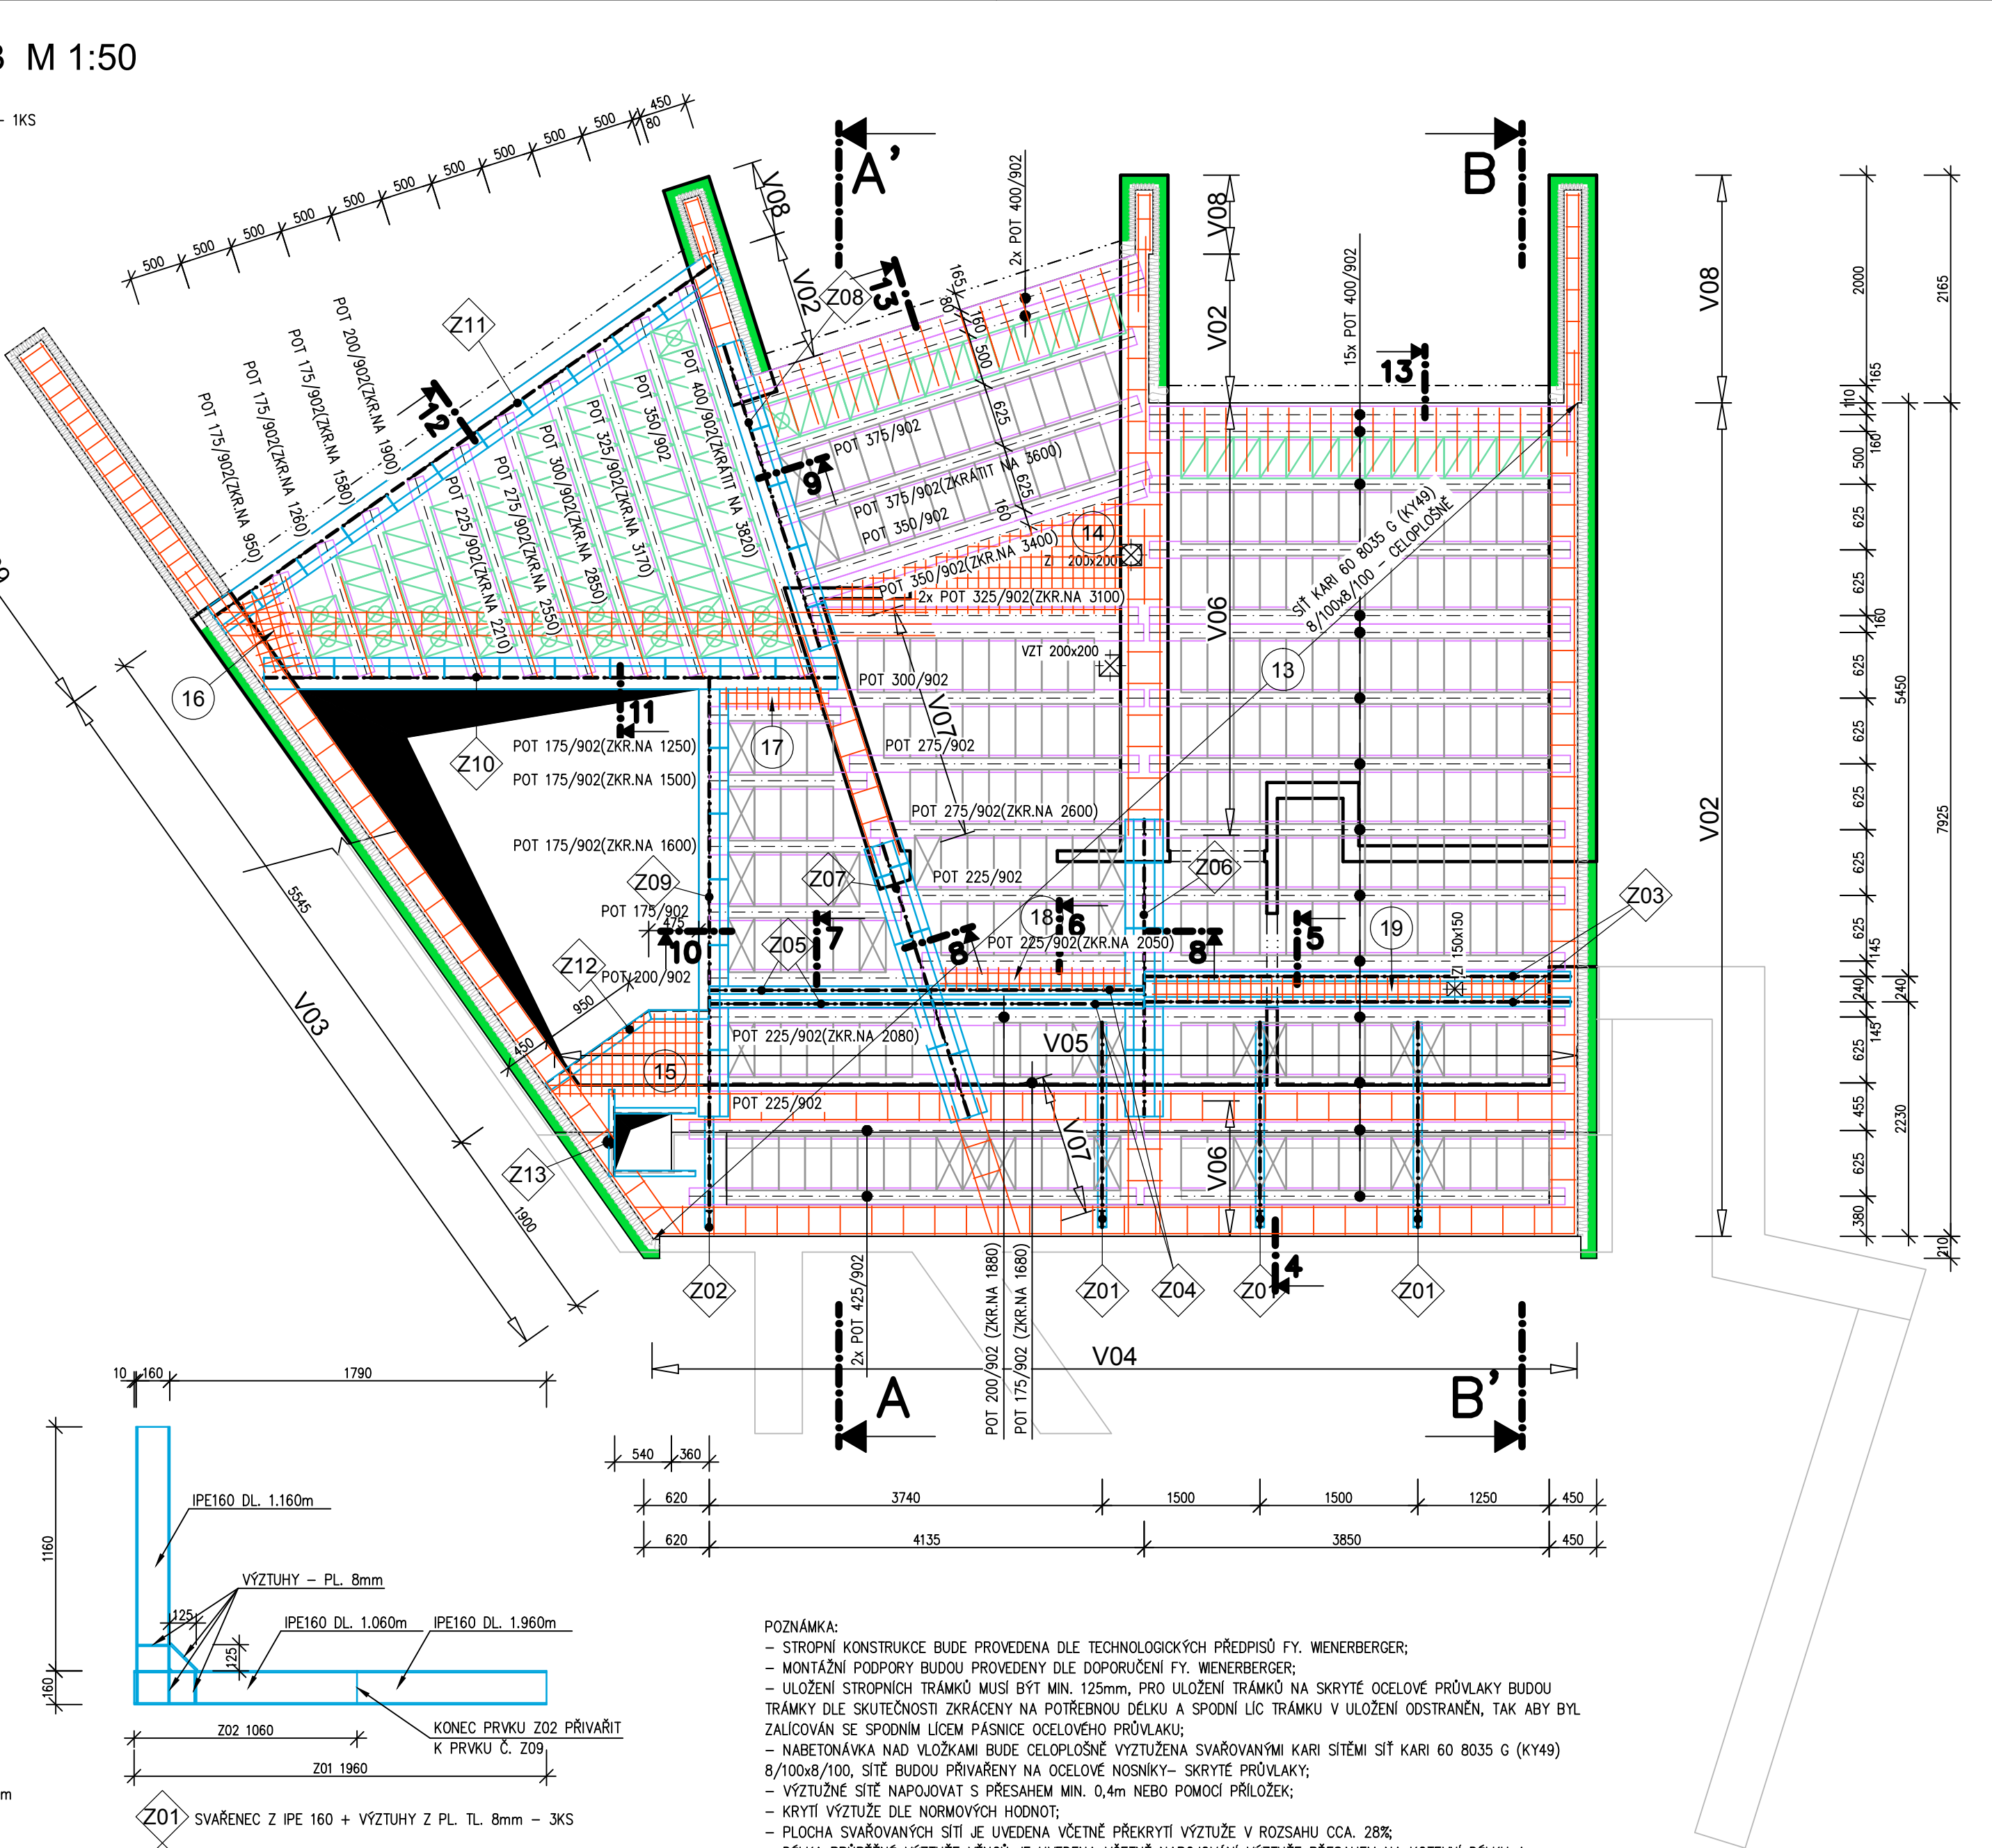 M 1:50
- 1KS
500
500
500
500
500
500
500
500
500
500
80
450
V08
V02
A’
2x POT 400/902
V08
V02
B
15x POT 400/902
V08
2000
2165
Z11
Z08
13
165
80
160
500
625
625
160
12
POT 200/902(ZKR.NA 1900)
POT 175/902(ZKR.NA 1580)
POT 175/902(ZKR.NA 1260)
POT 175/902(ZKR.NA 950)
POT 400/902(ZKRÁTIT NA 3820)
POT 350/902
POT 325/902(ZKR.NA 3170)
POT 300/902(ZKR.NA 2850)
POT 275/902(ZKR.NA 2550)
POT 225/902(ZKR.NA 2210)
POT 375/902
9
POT 375/902(ZKRÁTIT NA 3600)
POT 350/902
POT 350/902(ZKR.NA 3400)
2x POT 325/902(ZKR.NA 3100)
14
200x200
13
SÍŤ KARI 60 8035 G (KY49)
8/100x8/100 – CELOPLOŠNĚ
13
V06
VZT 200x200
POT 300/902
V07
POT 275/902
POT 275/902(ZKR.NA 2600)
POT 225/902
16
11
Z10
17
POT 175/902(ZKR.NA 1250)
POT 175/902(ZKR.NA 1500)
POT 175/902(ZKR.NA 1600)
Z09
Z07
Z06
Z03
POT 175/902
475
10
Z05
7
8
18
6
8
5
19
ZI 150x150
POT 225/902(ZKR.NA 2050)
Z12
POT 200/902
950
450
15
POT 225/902(ZKR.NA 2080)
V05
POT 225/902
V07
V06
Z13
5545
V03
1900
V02
165
110
160
500
625
625
160
625
625
625
625
625
145
240
145
625
455
625
380
5450
240
2230
7925
210
Z02
Z01
Z04
Z01
4
Z01
2x POT 425/902
POT 200/902 (ZKR.NA 1880)
POT 175/902 (ZKR.NA 1680)
V04
A
B’
540
360
620
3740
1500
1500
1250
450
620
4135
3850
450
10
160
1790
1160
160
IPE160 DL. 1.160m
VÝZTUHY – PL. 8mm
125
125
IPE160 DL. 1.060m
IPE160 DL. 1.960m
Z02 1060
KONEC PRVKU Z02 PŘIVAŘIT
K PRVKU Č. Z09
Z01 1960
m
Z01 SVAŘENEC Z IPE 160 + VÝZTUHY Z PL. TL. 8mm – 3KS
POZNÁMKA:
– STROPNÍ KONSTRUKCE BUDE PROVEDENA DLE TECHNOLOGICKÝCH PŘEDPISŮ FY. WIENERBERGER;
– MONTÁŽNÍ PODPORY BUDOU PROVEDENY DLE DOPORUČENÍ FY. WIENERBERGER;
– ULOŽENÍ STROPNÍCH TRÁMKŮ MUSÍ BÝT MIN. 125mm, PRO ULOŽENÍ TRÁMKŮ NA SKRYTÉ OCELOVÉ PRŮVLAKY BUDOU
TRÁMKY DLE SKUTEČNOSTI ZKRÁCENY NA POTŘEBNOU DÉLKU A SPODNÍ LÍC TRÁMKU V ULOŽENÍ ODSTRANĚN, TAK ABY BYL
ZALÍCOVÁN SE SPODNÍM LÍCEM PÁSNICE OCELOVÉHO PRŮVLAKU;
– NABETONÁVKA NAD VLOŽKAMI BUDE CELOPLOŠNĚ VYZTUŽENA SVAŘOVANÝMI KARI SÍTĚMI SÍŤ KARI 60 8035 G (KY49)
8/100x8/100, SÍTĚ BUDOU PŘIVAŘENY NA OCELOVÉ NOSNÍKY– SKRYTÉ PRŮVLAKY;
– VÝZTUŽNÉ SÍTĚ NAPOJOVAT S PŘESAHEM MIN. 0,4m NEBO POMOCÍ PŘÍLOŽEK;
– KRYTÍ VÝZTUŽE DLE NORMOVÝCH HODNOT;
– PLOCHA SVAŘOVANÝCH SÍTÍ JE UVEDENA VČETNĚ PŘEKRYTÍ VÝZTUŽE V ROZSAHU CCA. 28%;